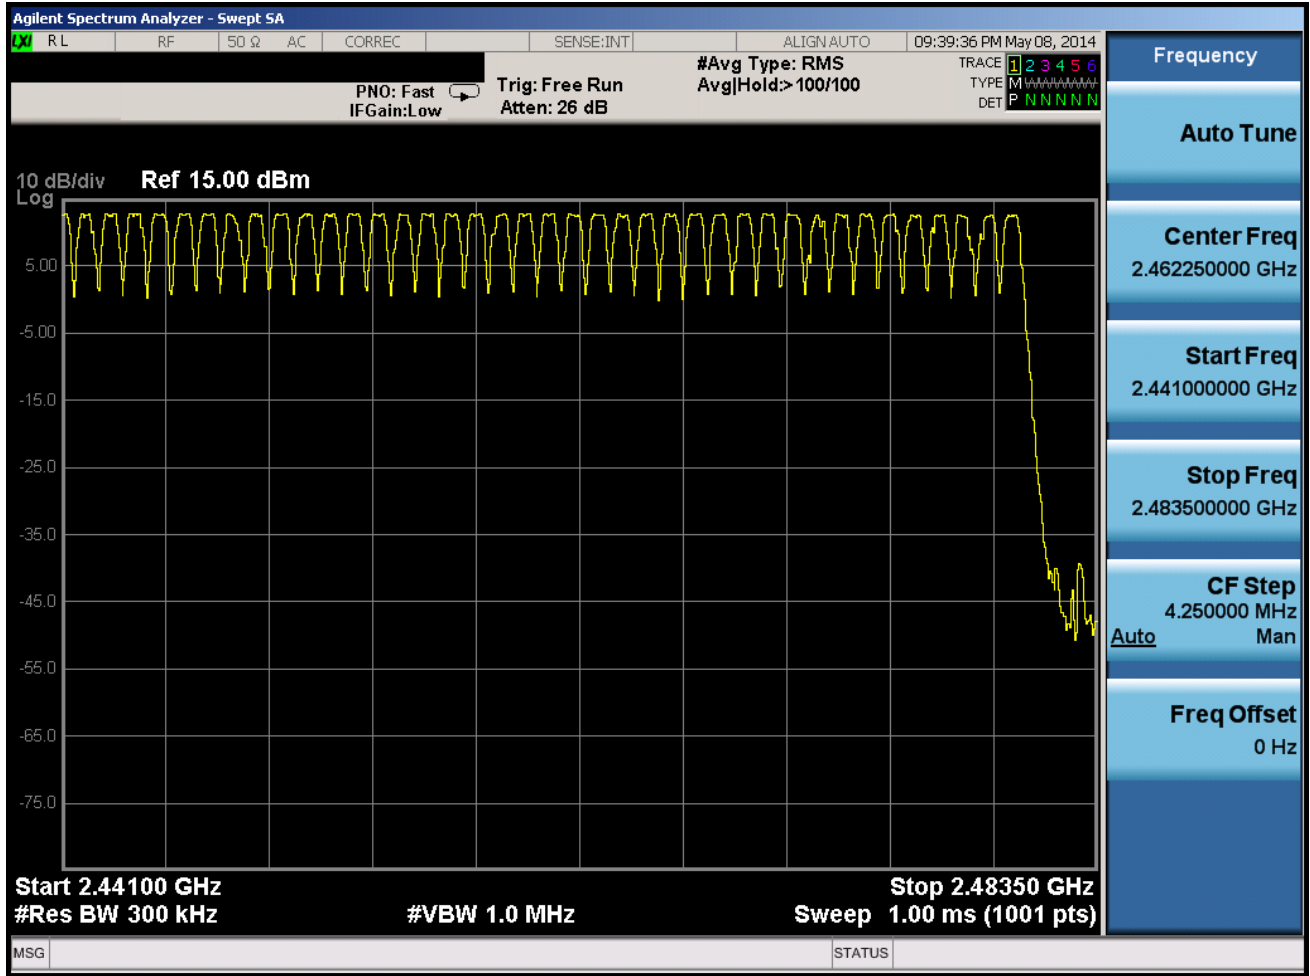 Agilent Spectrum Analyzer - Swept SA
LXI RL RF 50 Ω AC CORREC SENSE:INT ALIGN AUTO 09:39:36 PM May 08, 2014
PNO: Fast
IFGain:Low
Trig: Free Run
Atten: 26 dB
#Avg Type: RMS
Avg|Hold:>100/100
TRACE 1 2 3 4 5 6
TYPE M WWWWW
DET P N N N N N
10 dB/div
Log
Ref 15.00 dBm
5.00
-5.00
-15.0
-25.0
-35.0
-45.0
-55.0
-65.0
-75.0
Start 2.44100 GHz
Stop 2.48350 GHz
#Res BW 300 kHz
#VBW 1.0 MHz
Sweep 1.00 ms (1001 pts)
MSG
STATUS
Frequency
Auto Tune
Center Freq
2.462250000 GHz
Start Freq
2.441000000 GHz
Stop Freq
2.483500000 GHz
CF Step
4.250000 MHz
Auto Man
Freq Offset
0 Hz